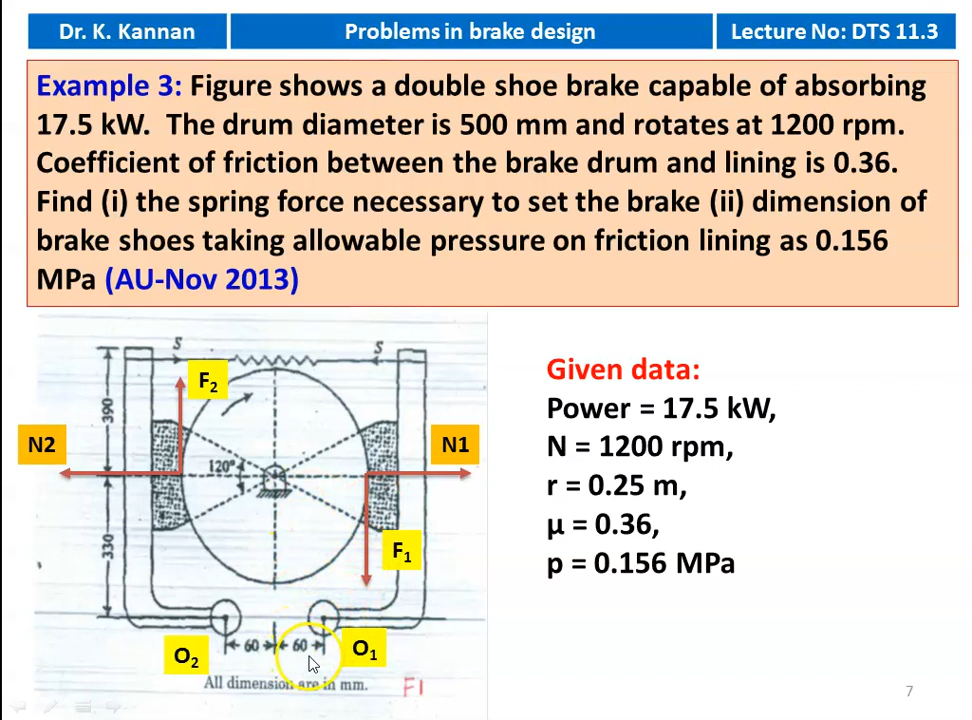 Dr. K. Kannan
Problems in brake design
Lecture No: DTS 11.3
Example 3: Figure shows a double shoe brake capable of absorbing
17.5 kW. The drum diameter is 500 mm and rotates at 1200 rpm.
Coefficient of friction between the brake drum and lining is 0.36.
Find (i) the spring force necessary to set the brake (ii) dimension of
brake shoes taking allowable pressure on friction lining as 0.156
MPa (AU-Nov 2013)
S
S
F₂
390
N2
N1
120°
330
F₁
O₂
60
60
O₁
All dimension are in mm.
F1
Given data:
Power = 17.5 kW,
N = 1200 rpm,
r = 0.25 m,
μ = 0.36,
p = 0.156 MPa
7